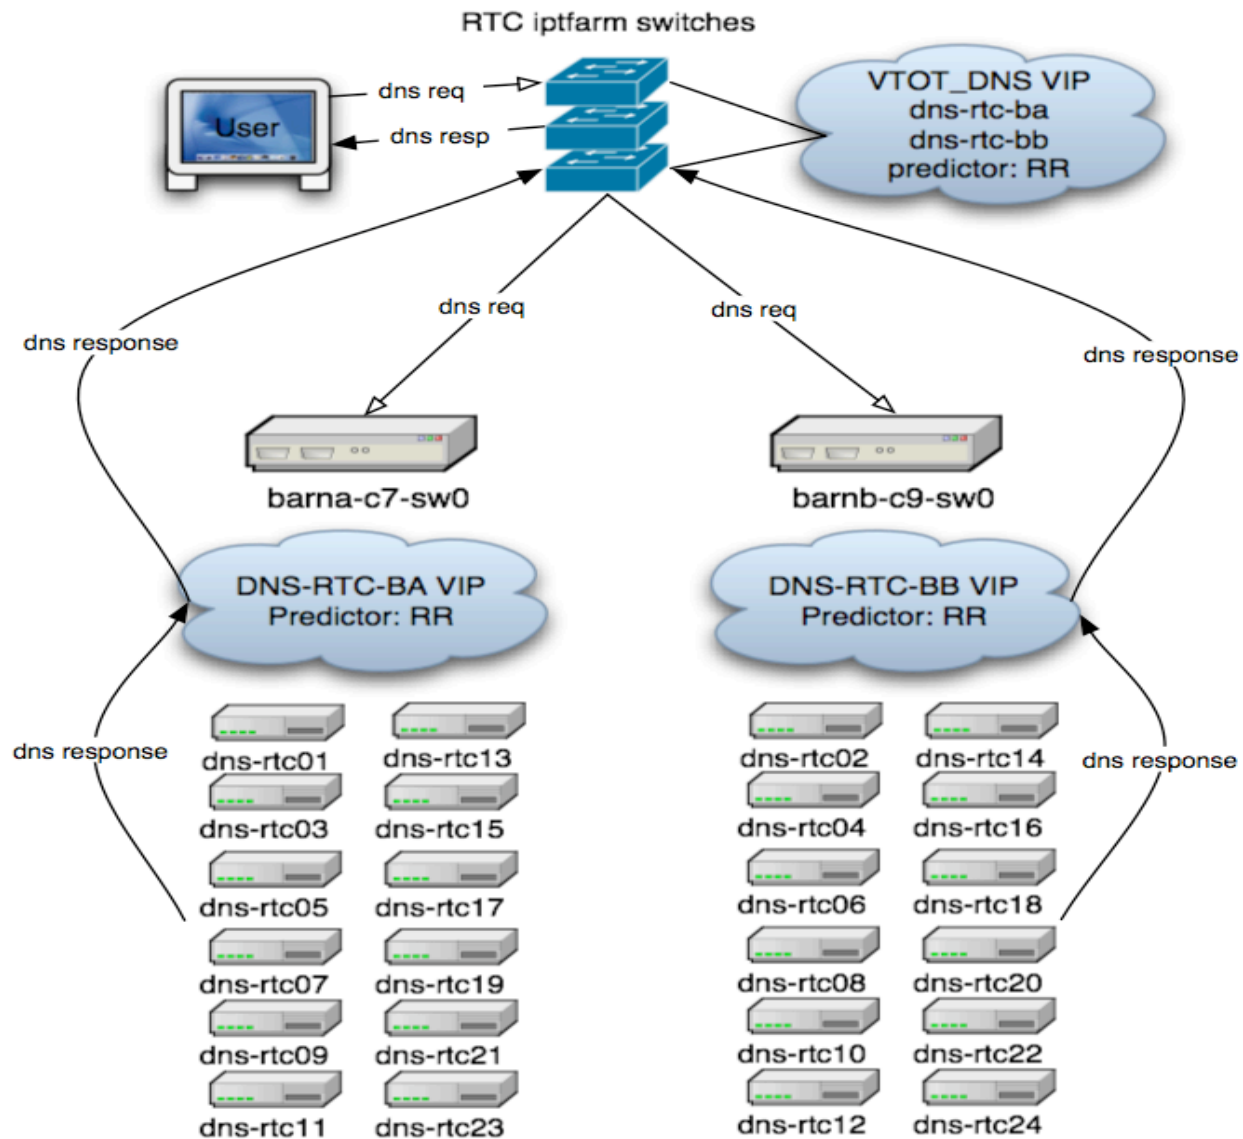 RTC iptfarm switches
User
dns req
dns resp
VTOT_DNS VIP
dns-rtc-ba
dns-rtc-bb
predictor: RR
dns req
dns req
dns response
dns response
barna-c7-sw0
barnb-c9-sw0
DNS-RTC-BA VIP
Predictor: RR
DNS-RTC-BB VIP
Predictor: RR
dns response
dns response
dns-rtc01
dns-rtc13
dns-rtc03
dns-rtc15
dns-rtc05
dns-rtc17
dns-rtc07
dns-rtc19
dns-rtc09
dns-rtc21
dns-rtc11
dns-rtc23
dns-rtc02
dns-rtc14
dns-rtc04
dns-rtc16
dns-rtc06
dns-rtc18
dns-rtc08
dns-rtc20
dns-rtc10
dns-rtc22
dns-rtc12
dns-rtc24